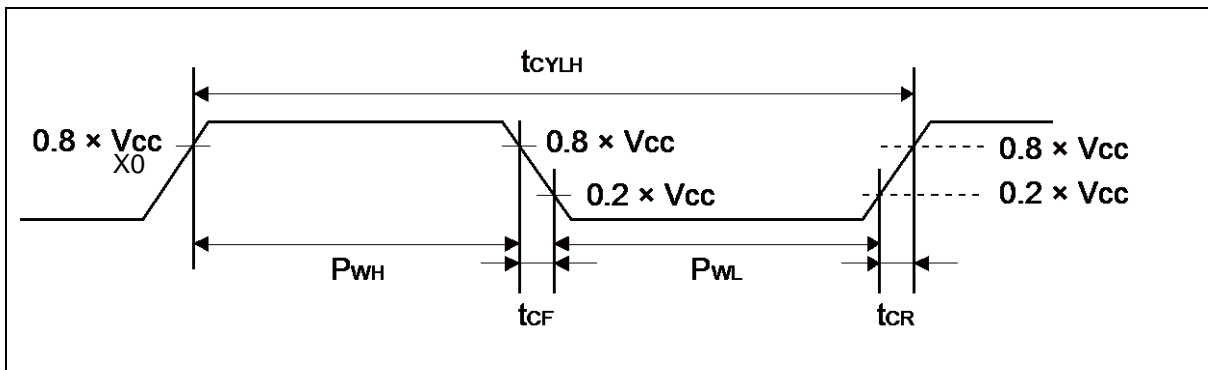 tCYLH
0.8 × Vcc
X0
0.8 × Vcc
0.8 × Vcc
0.2 × Vcc
0.2 × Vcc
PWH
PWL
tCF
tCR